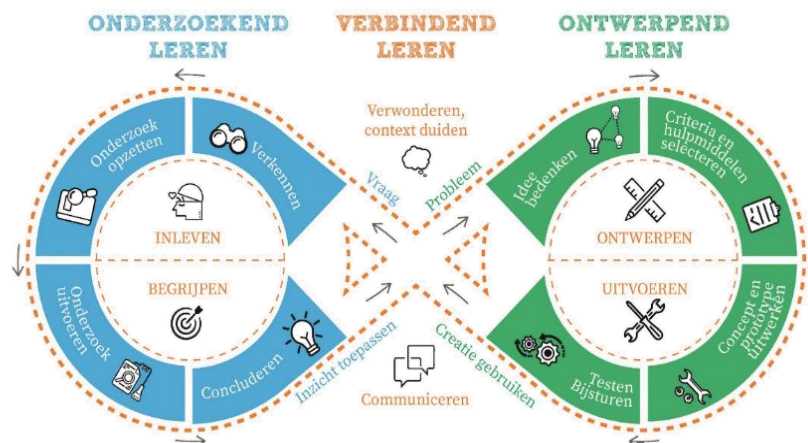 ONDERZOEKEND
LEREN
VERBINDEND
LEREN
ONTWERPEND
LEREN
Verwonderen,
context duiden
Vraag
Probleem
Verkennen
Onderzoek
opzetten
INLEVEN
BEGRIJPEN
Onderzoek
uitvoeren
Concluderen
Inzicht toepassen
Communiceren
Creatie gebruiken
Idee
bedenken
Criteria en
hulpmiddelen
selecteren
ONTWERPEN
UITVOEREN
Concept en
prototype
uitwerken
Testen
Bijsturen